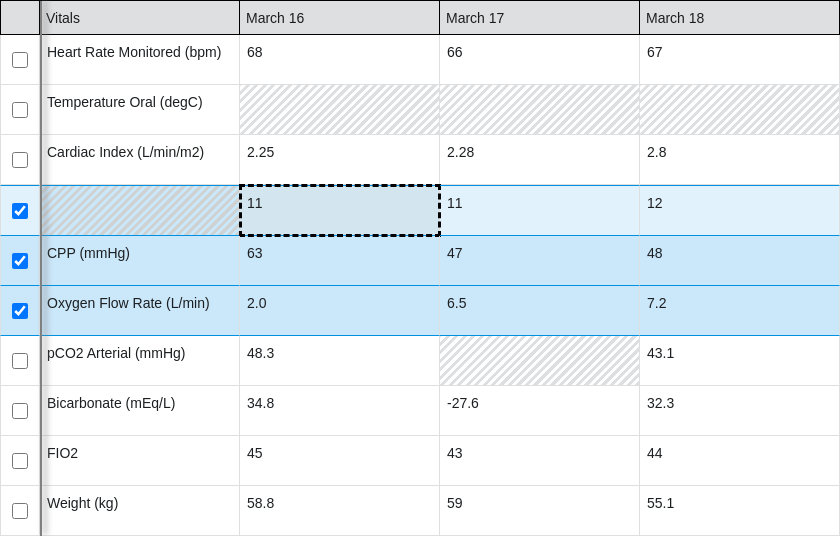 Vitals March 16 March 17 March 18
Heart Rate Monitored (bpm) 68 66 67
Temperature Oral (degC)
Cardiac Index (L/min/m2) 2.25 2.28 2.8
11 11 12
CPP (mmHg) 63 47 48
Oxygen Flow Rate (L/min) 2.0 6.5 7.2
pCO2 Arterial (mmHg) 48.3 43.1
Bicarbonate (mEq/L) 34.8 -27.6 32.3
FIO2 45 43 44
Weight (kg) 58.8 59 55.1